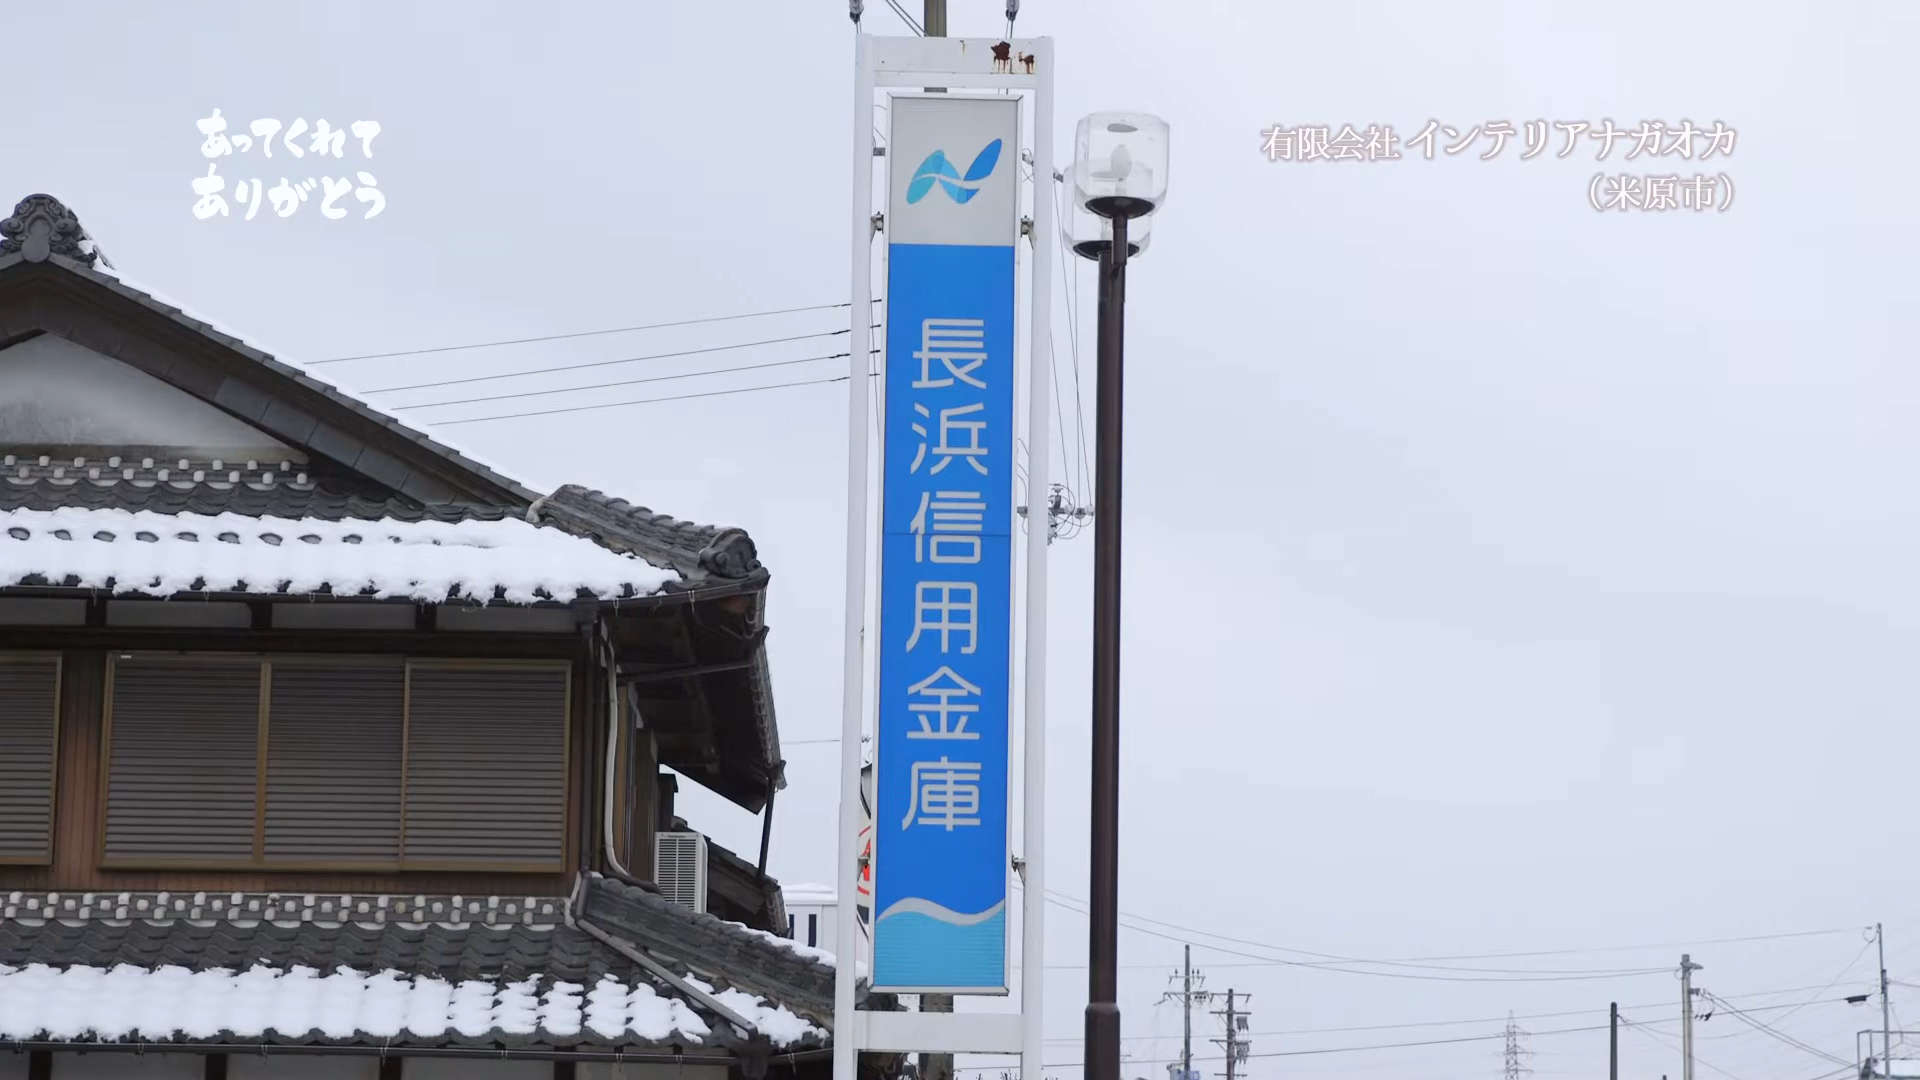 あってくれて
ありがとう
有限会社 インテリアナガオカ
（米原市）
長浜信用金庫